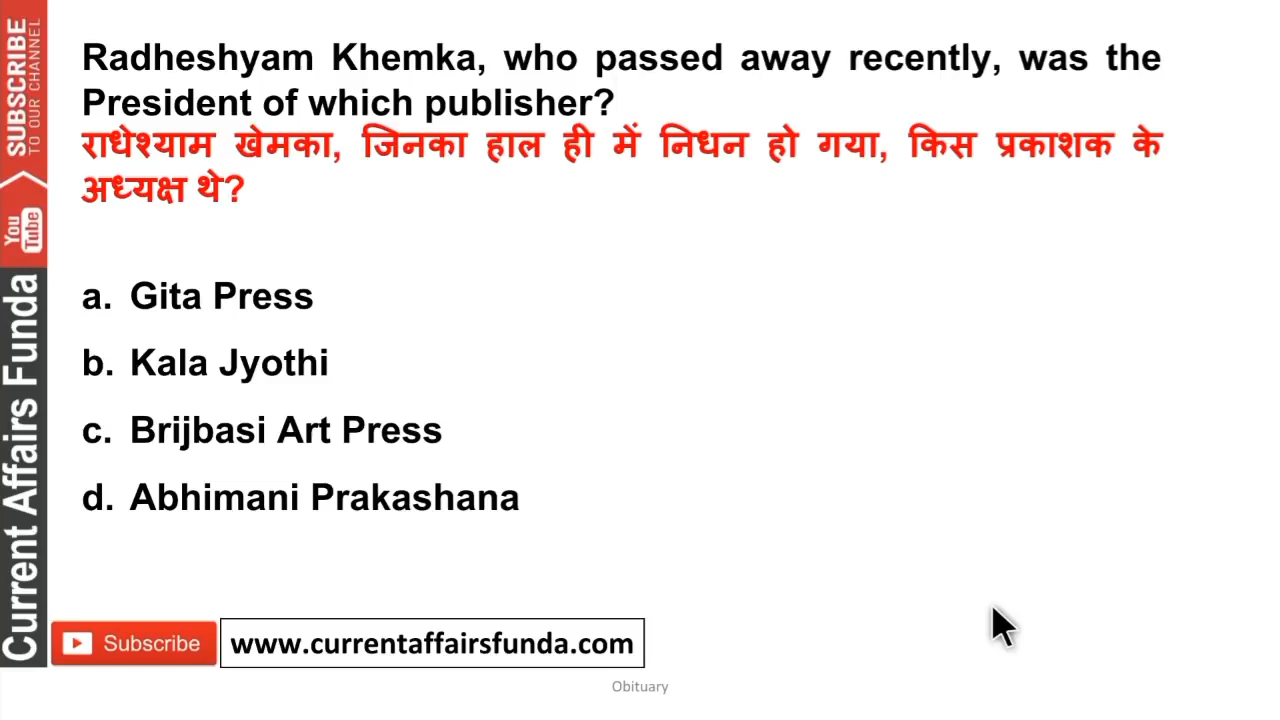 Radheshyam Khemka, who passed away recently, was the
President of which publisher?
राधेश्याम खेमका, जिनका हाल ही में निधन हो गया, किस प्रकाशक के
अध्यक्ष थे?
a. Gita Press
b. Kala Jyothi
c. Brijbasi Art Press
d. Abhimani Prakashana
SUBSCRIBE
TO OUR CHANNEL
You
Tube
Current Affairs Funda
Subscribe
www.currentaffairsfunda.com
Obituary